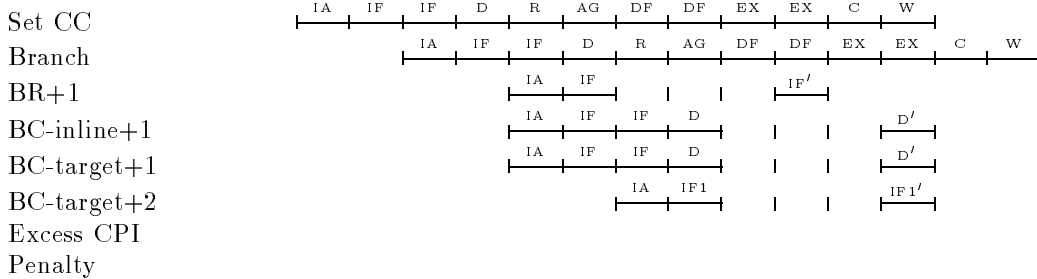 Set CC IA IF IF D R AG DF DF EX EX C W
Branch IA IF IF D R AG DF DF EX EX C W
BR+1 IA IF IF′
BC-inline+1 IA IF IF D D′
BC-target+1 IA IF IF D D′
BC-target+2 IA IF1 IF1′
Excess CPI
Penalty